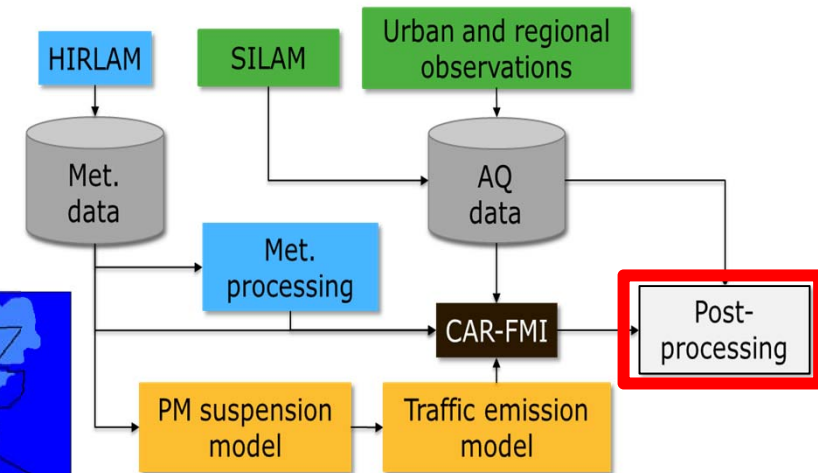 Urban and regional
observations
HIRLAM
SILAM
Met.
data
AQ
data
Met.
processing
CAR-FMI
Post-
processing
PM suspension
model
Traffic emission
model